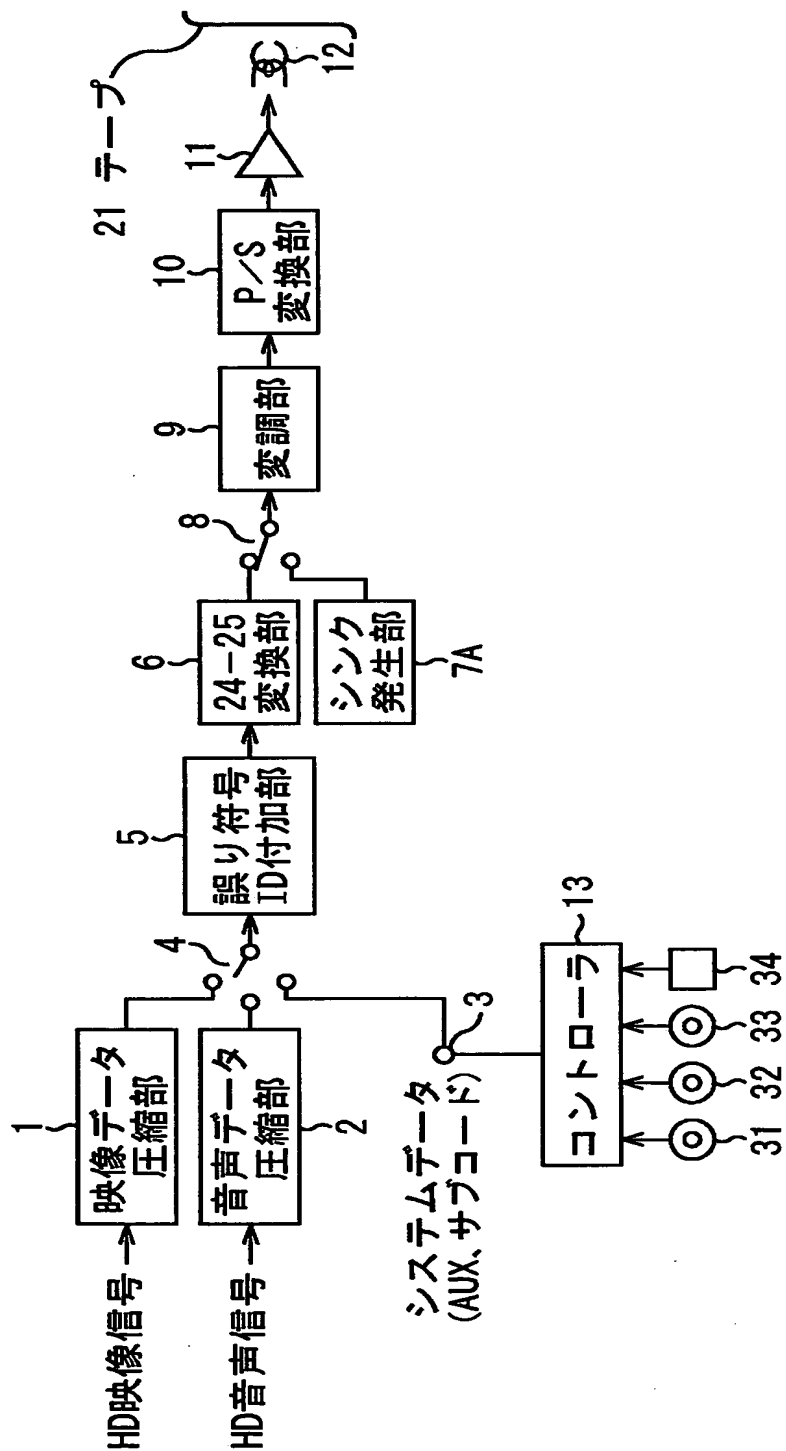 HD映像信号
HD音声信号
1
映像データ
圧縮部
音声データ
圧縮部
2
システムデータ
(AUX、サブコード)
3
4
5
誤り符号
ID付加部
6
24-25
変換部
シンク
発生部
7A
8
9
変調部
10
P/S
変換部
11
12
21 テープ
13
コントローラ
31
32
33
34